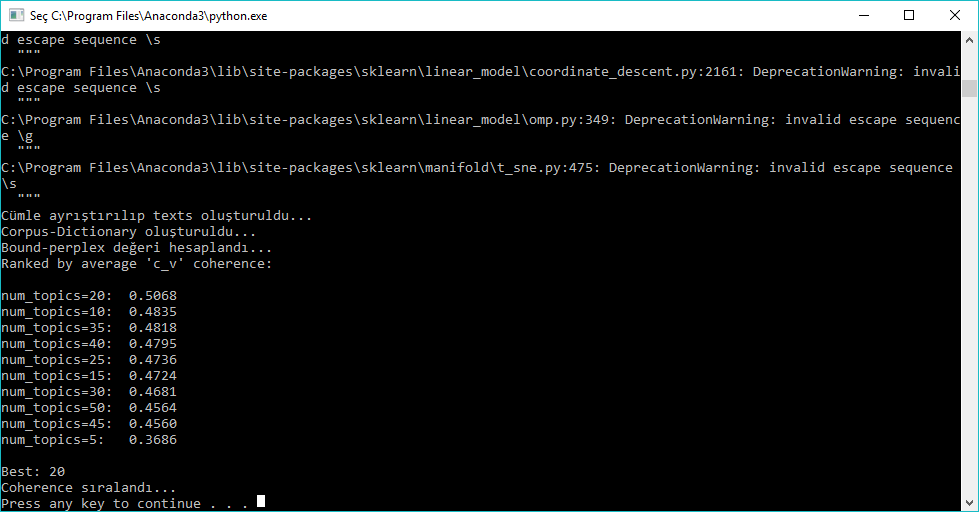 Seç C:\Program Files\Anaconda3\python.exe
d escape sequence \s
  """
C:\Program Files\Anaconda3\lib\site-packages\sklearn\linear_model\coordinate_descent.py:2161: DeprecationWarning: invali
d escape sequence \s
  """
C:\Program Files\Anaconda3\lib\site-packages\sklearn\linear_model\omp.py:349: DeprecationWarning: invalid escape sequenc
e \g
  """
C:\Program Files\Anaconda3\lib\site-packages\sklearn\manifold\t_sne.py:475: DeprecationWarning: invalid escape sequence
\s
  """
Cümle ayrıştırılıp texts oluşturuldu...
Corpus-Dictionary oluşturuldu...
Bound-perplex değeri hesaplandı...
Ranked by average 'c_v' coherence:

num_topics=20:  0.5068
num_topics=10:  0.4835
num_topics=35:  0.4818
num_topics=40:  0.4795
num_topics=25:  0.4736
num_topics=15:  0.4724
num_topics=30:  0.4681
num_topics=50:  0.4564
num_topics=45:  0.4560
num_topics=5:   0.3686

Best: 20
Coherence sıralandı...
Press any key to continue . . .